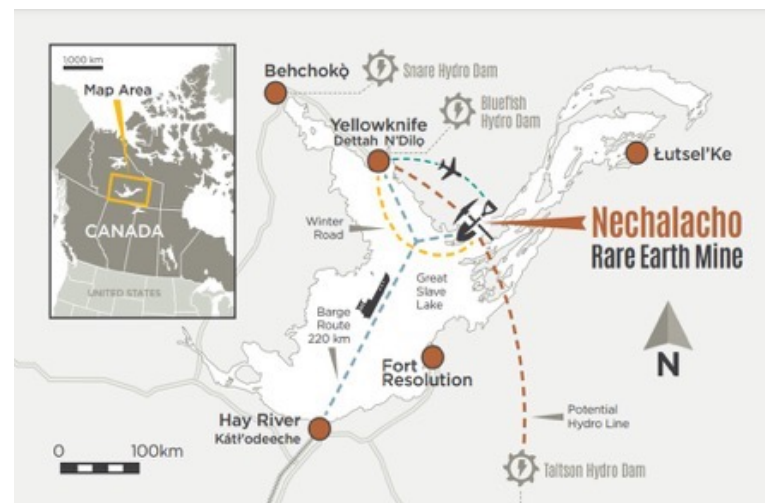 1000 km
Map Area
CANADA
UNITED STATES
Behchokǫ̀
Snare Hydro Dam
Bluefish
Hydro Dam
Yellowknife
Dettah N'Dilǫ
Łutsel'Ke
Winter
Road
Nechalacho
Rare Earth Mine
Great
Slave
Lake
Barge
Route
220 km
N
Fort
Resolution
Hay River
Kátł'odeeche
Potential
Hydro Line
0 100km
Taltson Hydro Dam